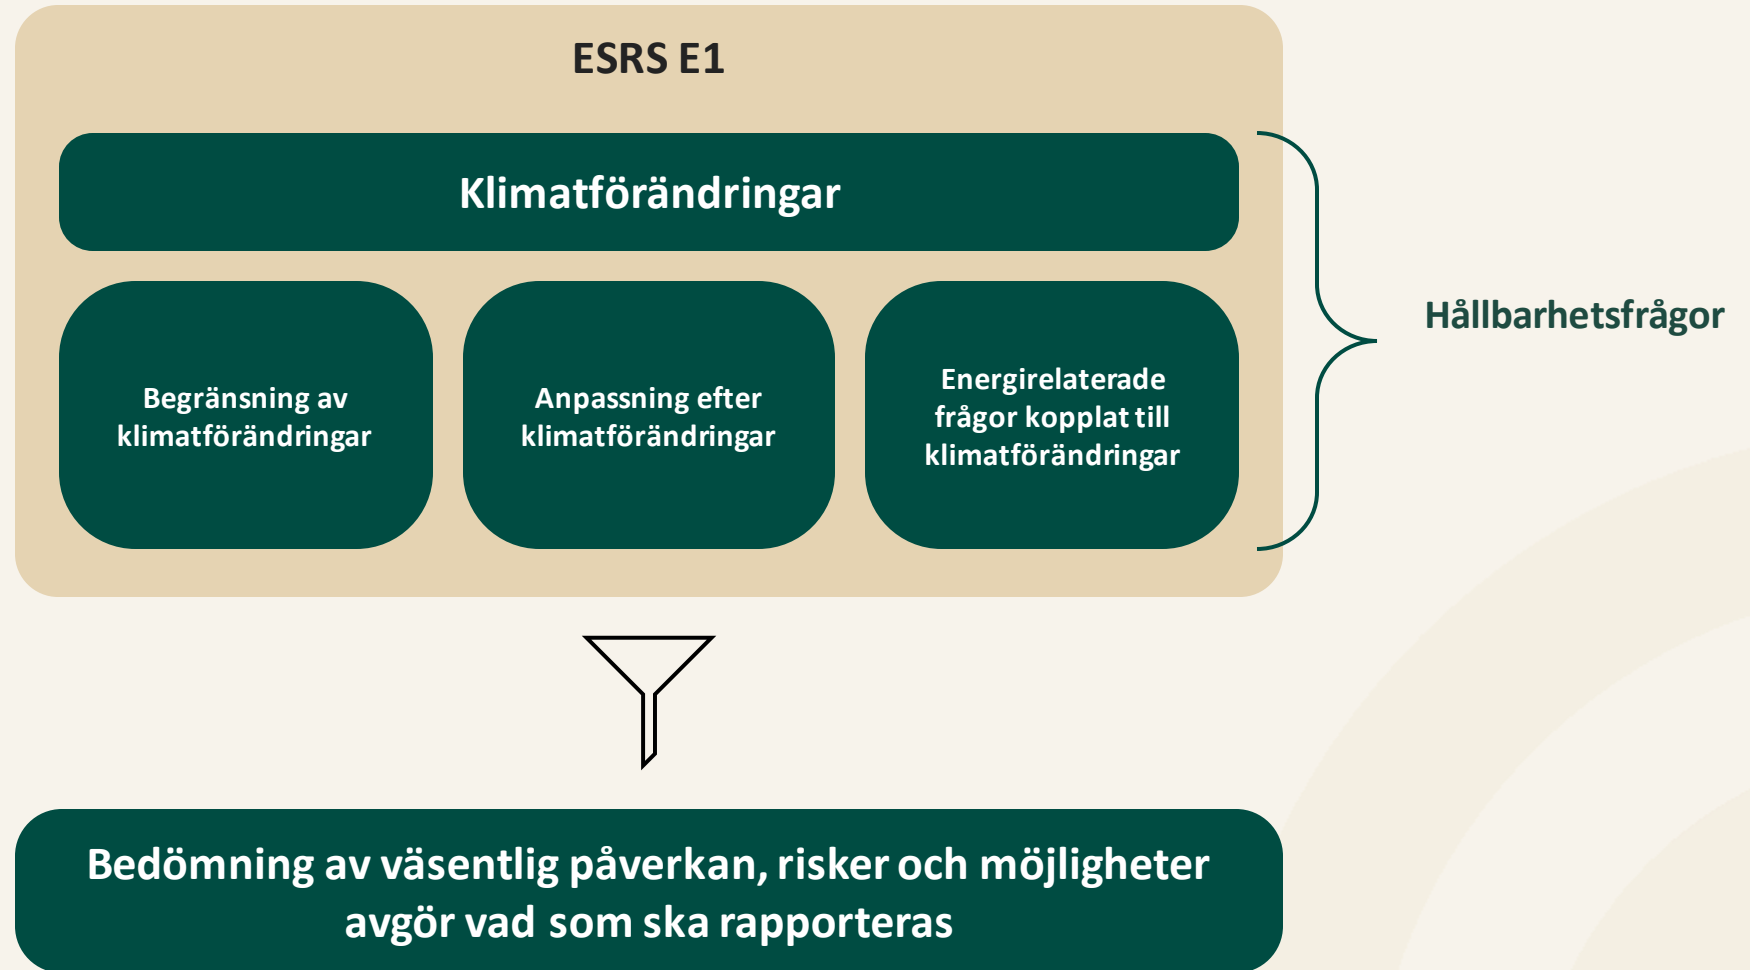 ESRS E1
Klimatförändringar
Begränsning av
klimatförändringar
Anpassning efter
klimatförändringar
Energirelaterade
frågor kopplat till
klimatförändringar
Hållbarhetsfrågor
Bedömning av väsentlig påverkan, risker och möjligheter
avgör vad som ska rapporteras